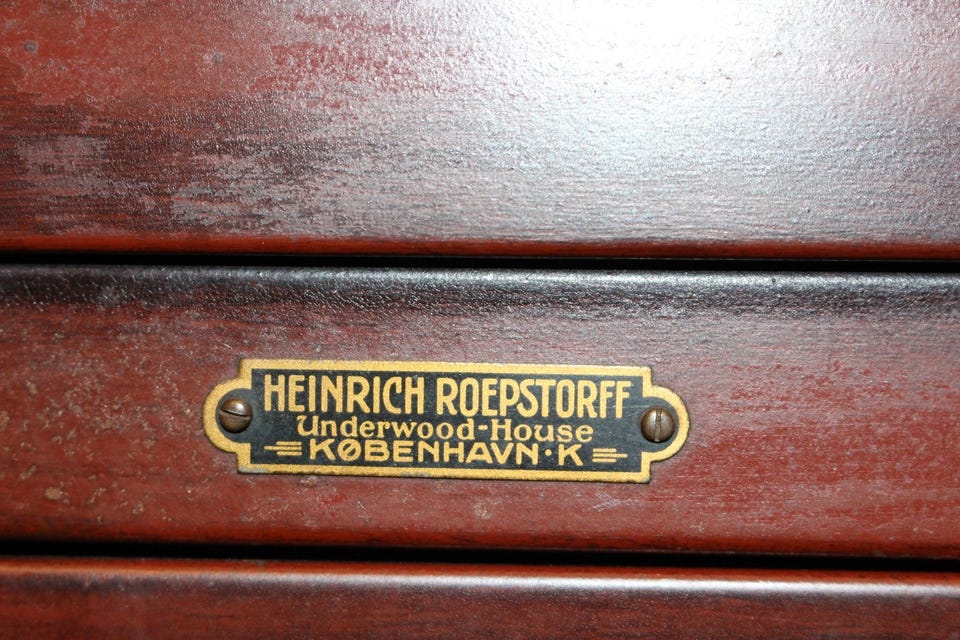 HEINRICH ROEPSTORFF
Underwood-House
KØBENHAVN·K